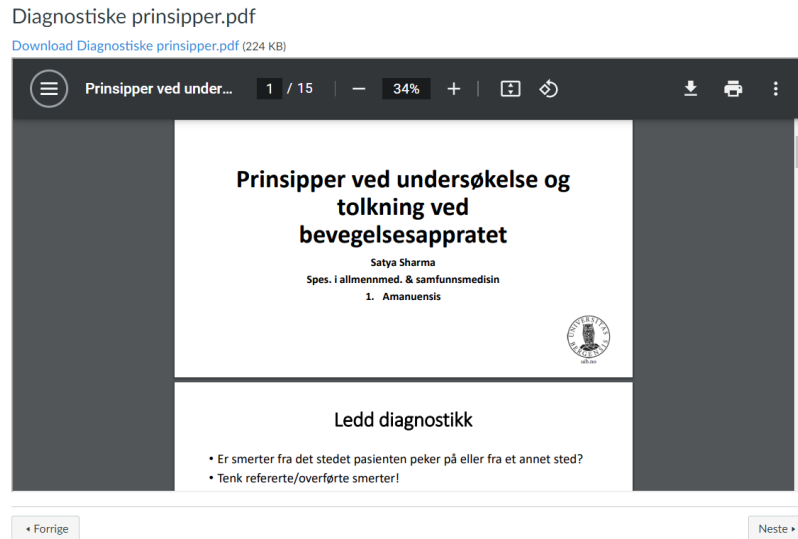 Diagnostiske prinsipper.pdf
Download Diagnostiske prinsipper.pdf (224 KB)
Prinsipper ved under... 1 / 15 34%
Prinsipper ved undersøkelse og
tolkning ved
bevegelsesappratet
Satya Sharma
Spes. i allmennmed. & samfunnsmedisin
1. Amanuensis
UNIVERSITAS BERGENSIS
uib.no
Ledd diagnostikk
• Er smerter fra det stedet pasienten peker på eller fra et annet sted?
• Tenk refererte/overførte smerter!
Forrige
Neste